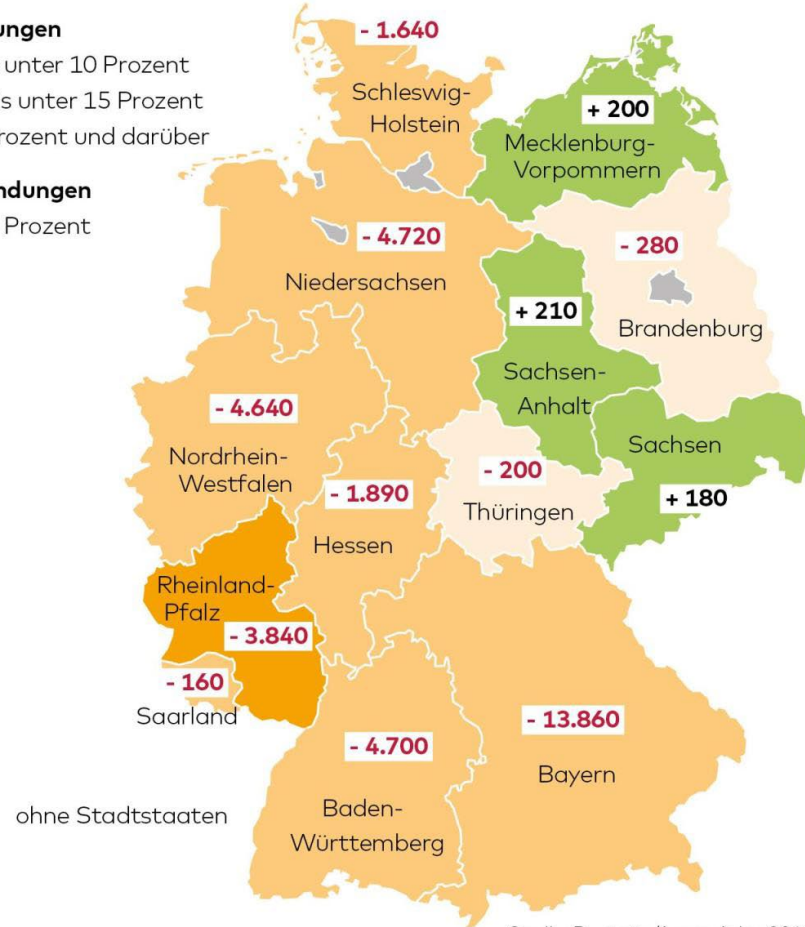 ungen
unter 10 Prozent
s unter 15 Prozent
rozent und darüber
ndungen
Prozent
- 1.640
Schleswig-
Holstein
+ 200
Mecklenburg-
Vorpommern
- 4.720
Niedersachsen
- 280
Brandenburg
+ 210
Sachsen-
Anhalt
- 4.640
Nordrhein-
Westfalen
- 1.890
Hessen
- 200
Thüringen
Sachsen
+ 180
Rheinland-
Pfalz
- 3.840
- 160
Saarland
- 4.700
Baden-
Württemberg
- 13.860
Bayern
ohne Stadtstaaten